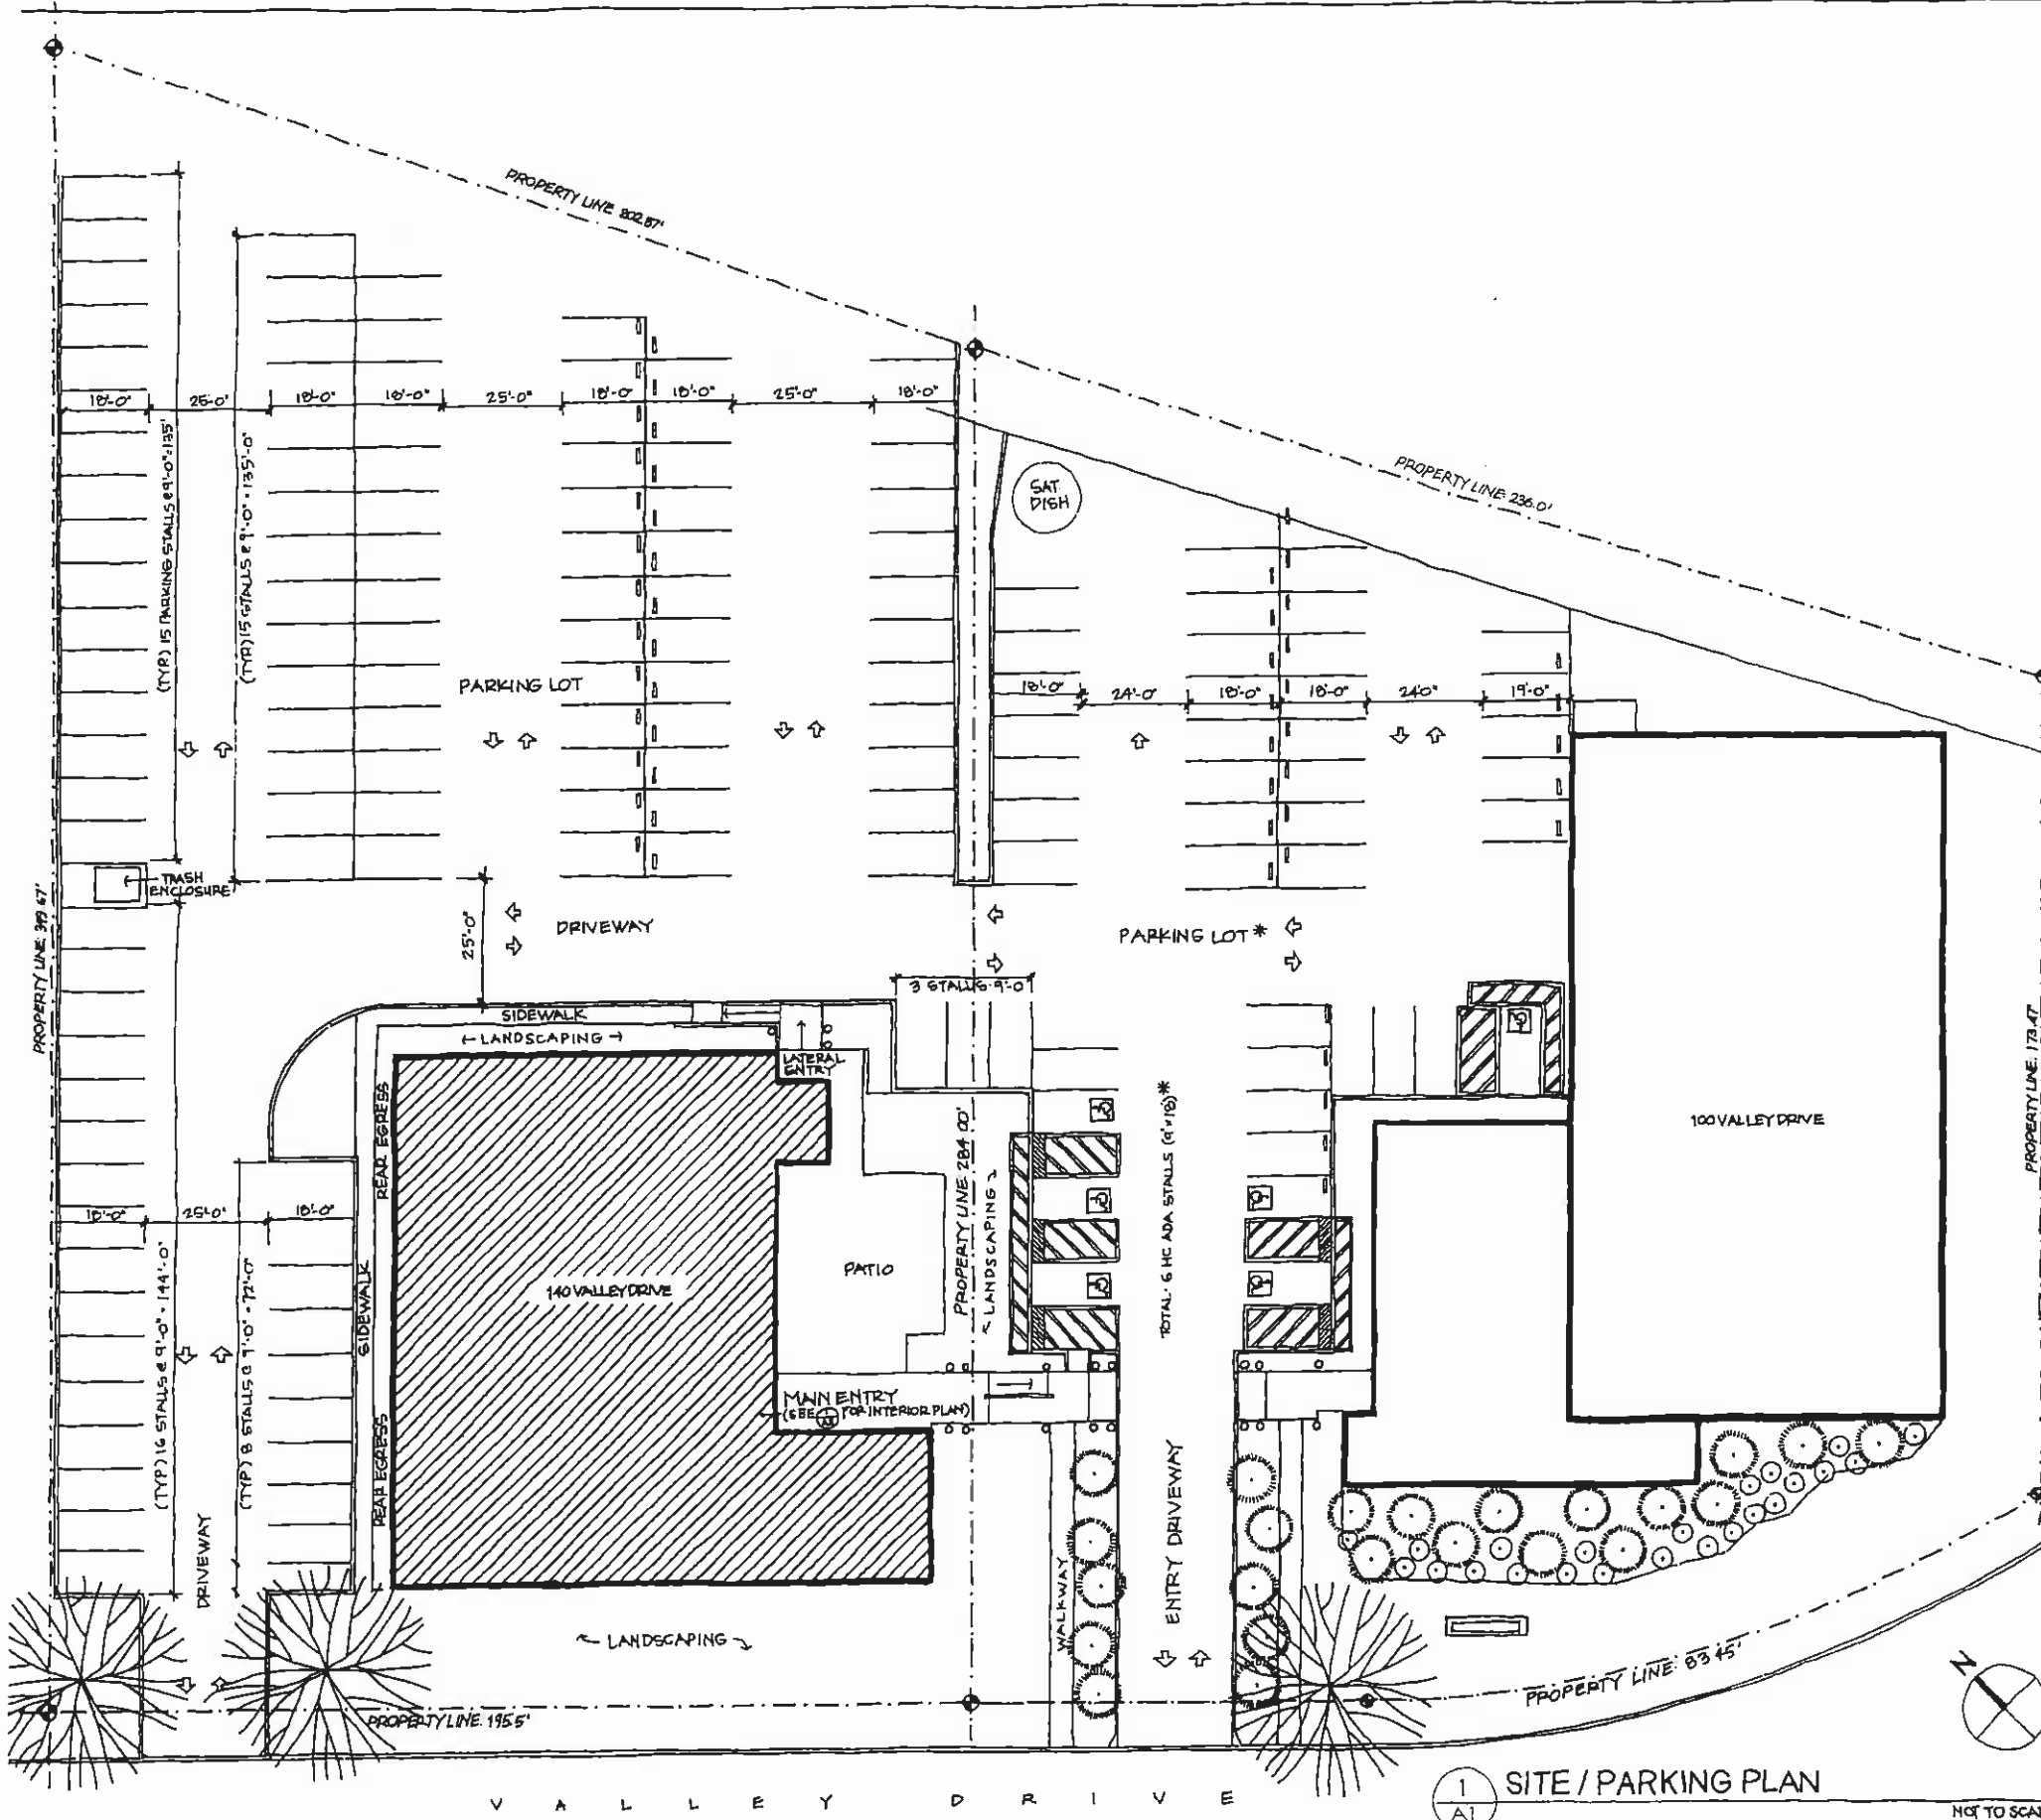 PROPERTY LINE 202.87'
PROPERTY LINE: 236.0'
SAT.
DISH
18'-0" 25'-0' 18'-0" 18'-0" 25'-0" 18'-0" 18'-0" 25'-0" 18'-0"
(TYP.) 15 PARKING STALLS @ 9'-0"=135'
(TYP.) 15 STALLS @ 9'-0" = 135'-0"
PARKING LOT
18'-0" 24'-0" 18'-0" 18'-0" 24'0" 19'-0"
TRASH
ENCLOSURE
25'-0"
DRIVEWAY
PARKING LOT *
3 STALLS 9'-0
SIDEWALK
LANDSCAPING
LATERAL
ENTRY
REAR EGRESS
PROPERTY LINE 284.00'
LANDSCAPING
TOTAL: 6 HC ADA STALLS (9'x18)*
100 VALLEY DRIVE
PROPERTY LINE: 173.47'
18'-0" 25'-0' 18'-0"
SIDEWALK
140 VALLEY DRIVE
PATIO
(TYP) 16 STALLS @ 9'-0" = 144'-0'
(TYP) 8 STALLS @ 9'-0" = 72'-0"
MAIN ENTRY
(SEE FOR INTERIOR PLAN)
REAR EGRESS
DRIVEWAY
WALKWAY
ENTRY DRIVEWAY
LANDSCAPING
PROPERTY LINE: 195.5'
PROPERTY LINE: 83.45'
N
VALLEY DRIVE
1
A1
SITE / PARKING PLAN